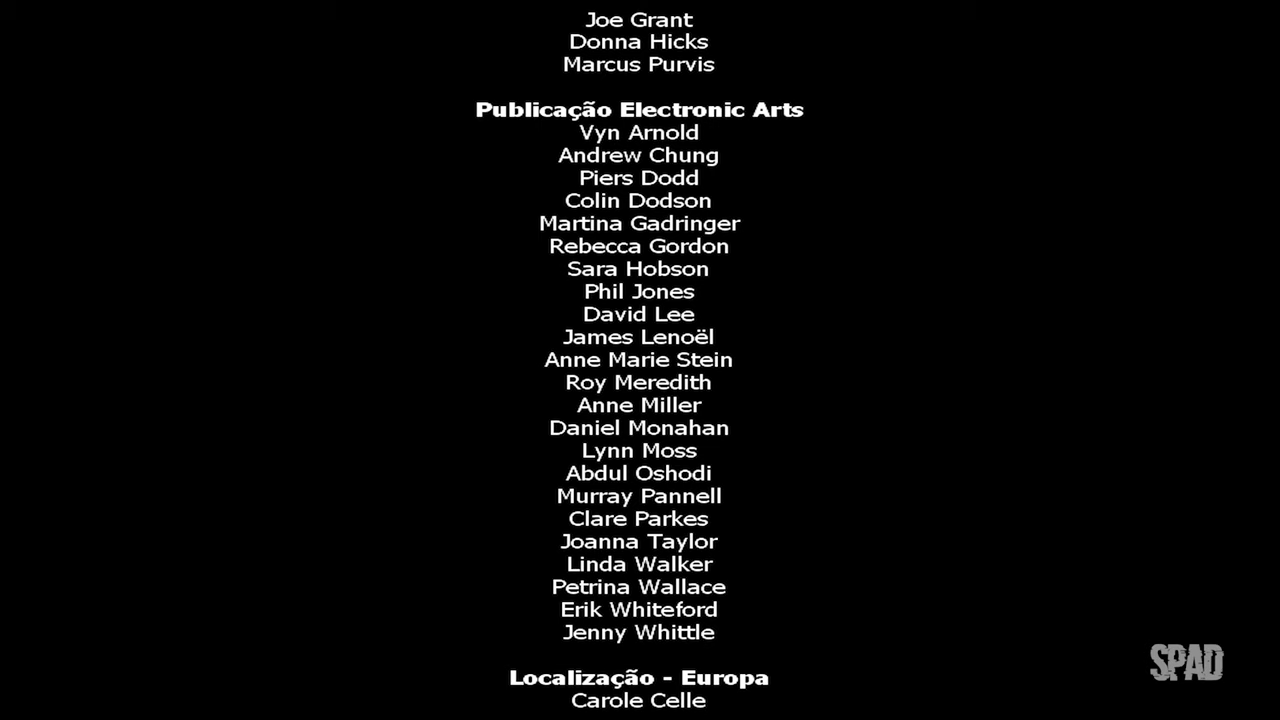 Joe Grant
Donna Hicks
Marcus Purvis
Publicação Electronic Arts
Vyn Arnold
Andrew Chung
Piers Dodd
Colin Dodson
Martina Gadringer
Rebecca Gordon
Sara Hobson
Phil Jones
David Lee
James Lenoël
Anne Marie Stein
Roy Meredith
Anne Miller
Daniel Monahan
Lynn Moss
Abdul Oshodi
Murray Pannell
Clare Parkes
Joanna Taylor
Linda Walker
Petrina Wallace
Erik Whiteford
Jenny Whittle
Localização - Europa
Carole Celle
SPAD